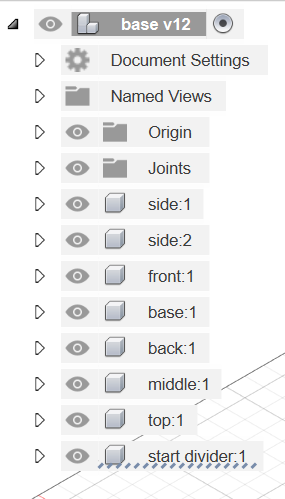 base v12
Document Settings
Named Views
Origin
Joints
side:1
side:2
front:1
base:1
back:1
middle:1
top:1
start divider:1